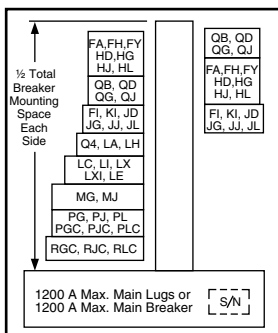 ½ Total
Breaker
Mounting
Space
Each
Side
FA,FH,FY
HD,HG
HJ, HL
QB, QD
QG, QJ
FI, KI, JD
JG, JJ, JL
Q4, LA, LH
LC, LI, LX
LXI, LE
MG, MJ
PG, PJ, PL
PGC, PJC, PLC
RGC, RJC, RLC
QB, QD
QG, QJ
FA,FH,FY
HD,HG
HJ, HL
FI, KI, JD
JG, JJ, JL
1200 A Max. Main Lugs or
1200 A Max. Main Breaker
S/N